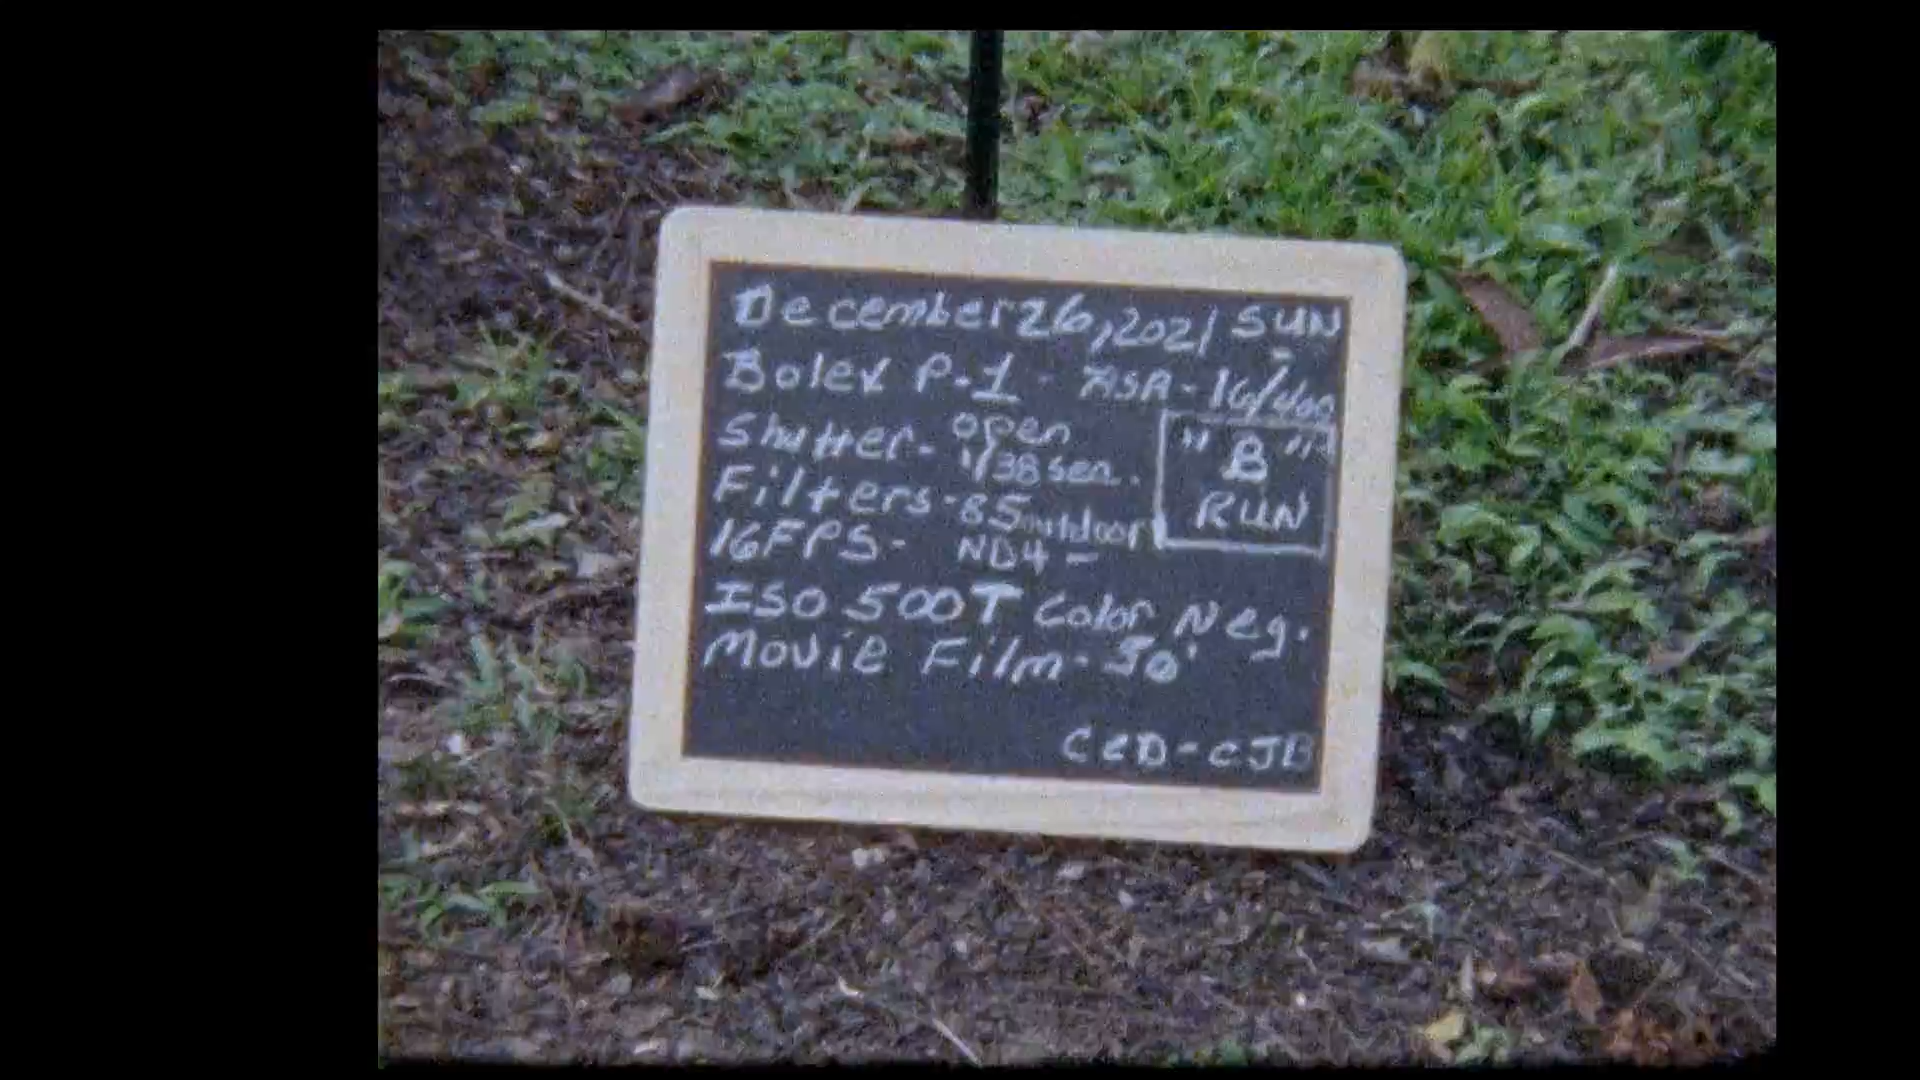 December 26, 2021 SUN
Bolex P-1 - ASA - 16/400
Shutter - open
1/38 sec.
"B"
RUN
Filters - 85 outdoor
16FPS - ND4 -
ISO 500T Color Neg.
Movie Film - 50'
CCD - CJB